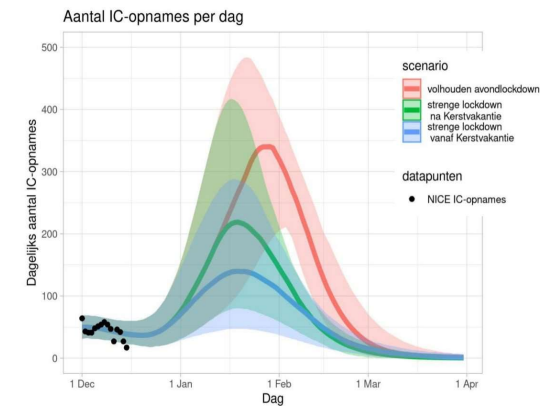 Aantal IC-opnames per dag
500
400
300
200
100
0
Dagelijks aantal IC-opnames
1 Dec
1 Jan
1 Feb
1 Mar
1 Apr
Dag
scenario
volhouden avondlockdown
strenge lockdown
na Kerstvakantie
strenge lockdown
vanaf Kerstvakantie
datapunten
NICE IC-opnames